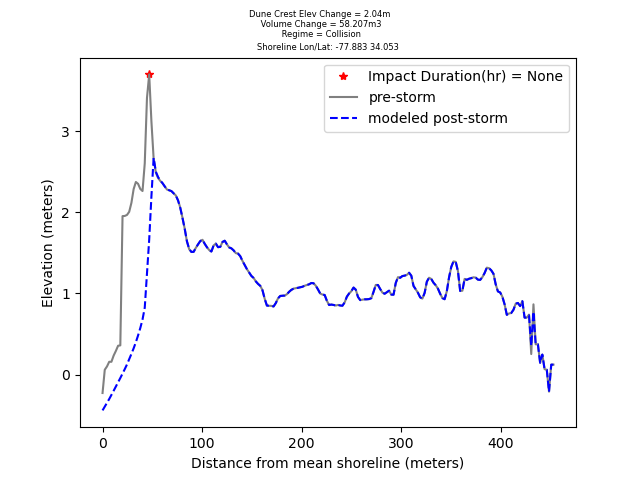 Dune Crest Elev Change = 2.04m
Volume Change = 58.207m3
Regime = Collision
Shoreline Lon/Lat: -77.883 34.053
Impact Duration(hr) = None
pre-storm
modeled post-storm
Elevation (meters)
3
2
1
0
0 100 200 300 400
Distance from mean shoreline (meters)